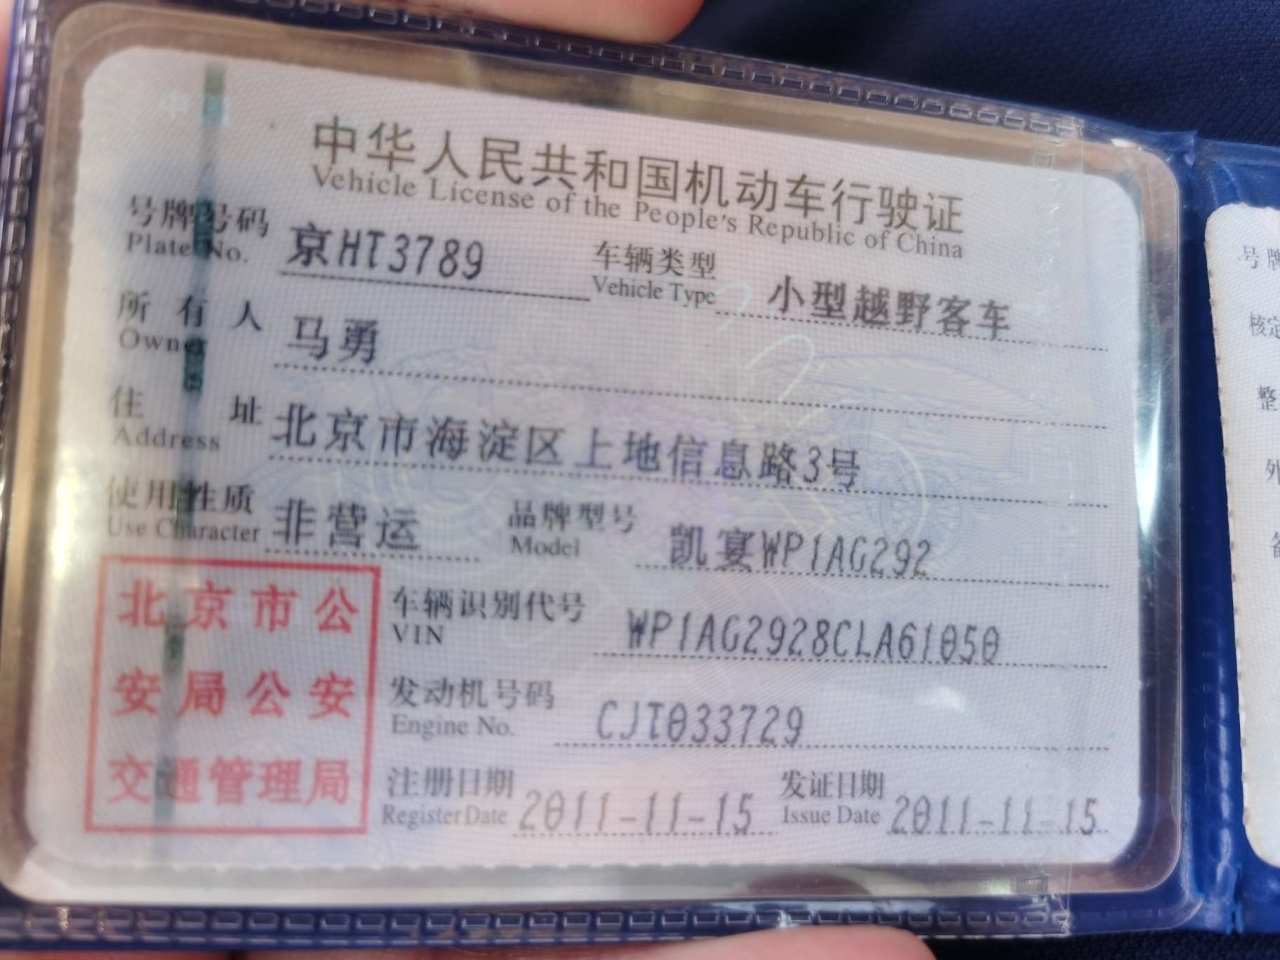 中华人民共和国机动车行驶证
Vehicle License of the People's Republic of China
号牌号码 京HT3789 车辆类型 小型越野客车
Plate No. Vehicle Type
所有人 马勇
Owner
住址 北京市海淀区上地信息路3号
Address
使用性质 非营运 品牌型号 凯宴WP1AG292
Use Character Model
北京市公
安局公安
交通管理局
车辆识别代号 WP1AG2928CLA61050
VIN
发动机号码 CJT033729
Engine No.
注册日期 2011-11-15 发证日期 2011-11-15
Register Date Issue Date
号牌
核定
整
备